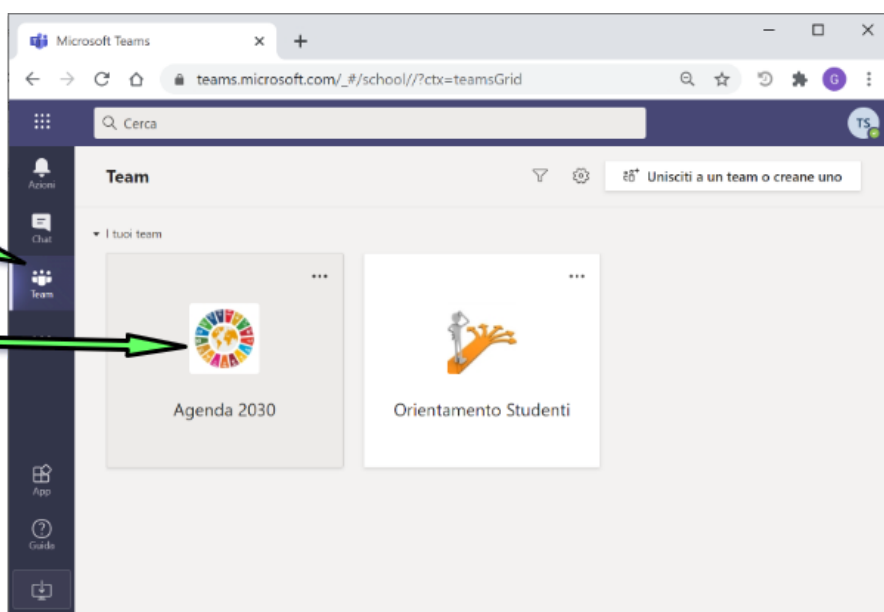 Microsoft Teams
teams.microsoft.com/_#/school//?ctx=teamsGrid
G
Cerca
TS
Azioni
Team
Unisciti a un team o creane uno
Chat
I tuoi team
Team
Agenda 2030
Orientamento Studenti
App
Guida